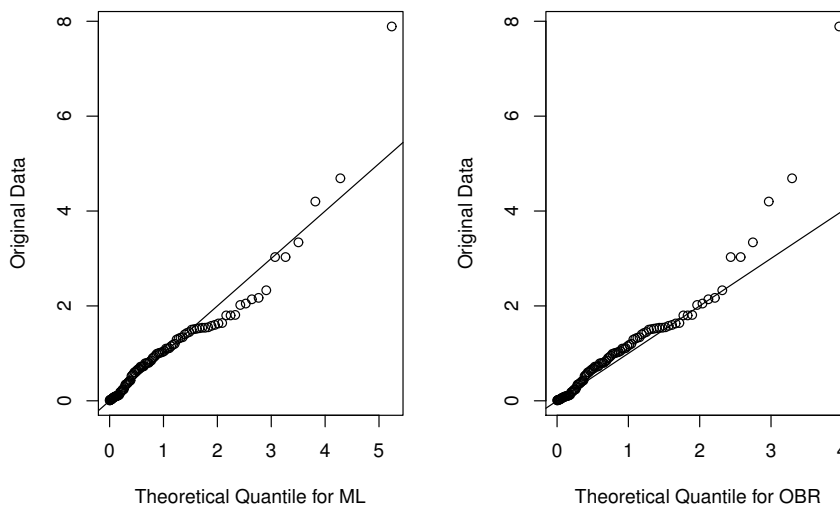 8
6
4
2
0
Original Data
0 1 2 3 4 5
Theoretical Quantile for ML
8
6
4
2
0
Original Data
0 1 2 3 4
Theoretical Quantile for OBR